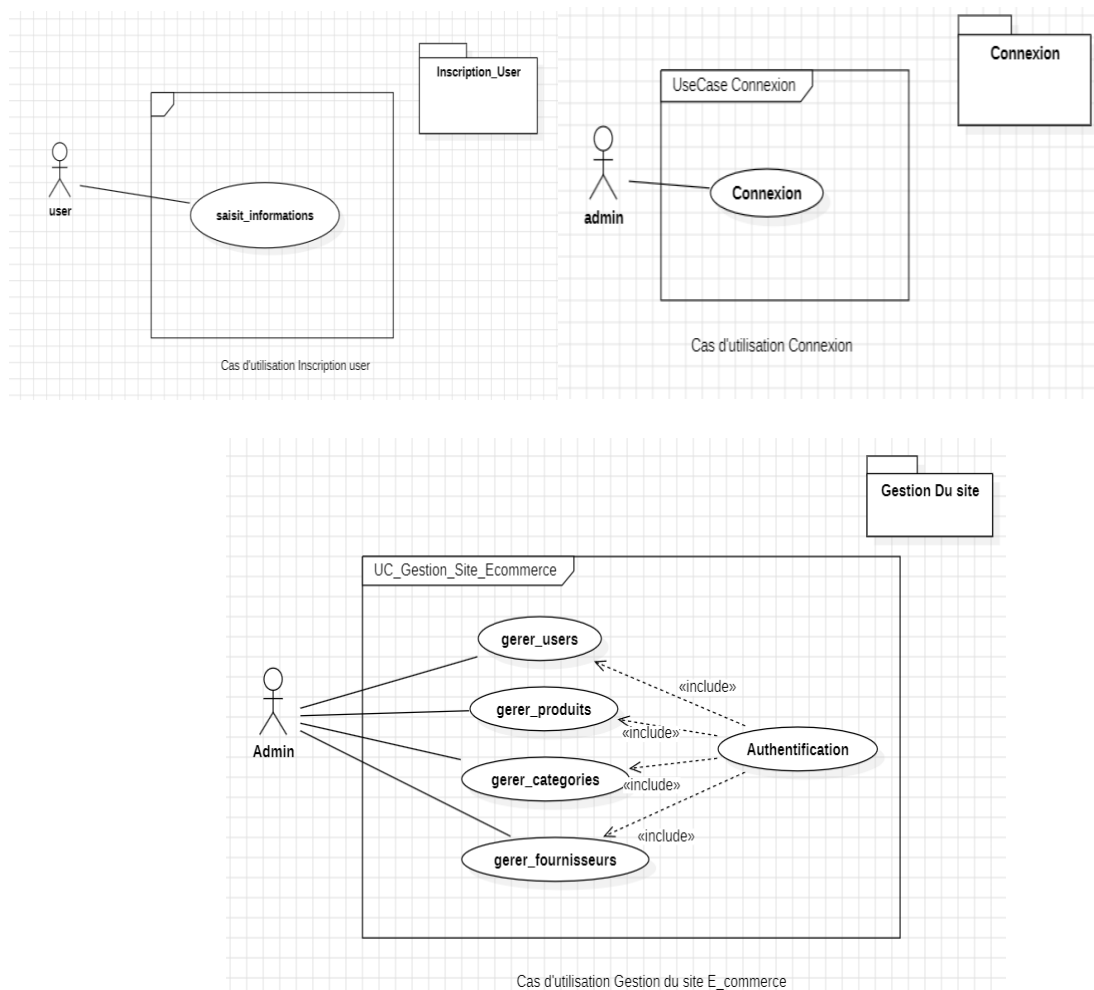 Inscription_User
user
saisit_informations
Cas d'utilisation Inscription user
Connexion
UseCase Connexion
Connexion
admin
Cas d'utilisation Connexion
Gestion Du site
UC_Gestion_Site_Ecommerce
gerer_users
«include»
gerer_produits
«include»
Authentification
Admin
gerer_categories
«include»
«include»
gerer_fournisseurs
Cas d'utilisation Gestion du site E_commerce